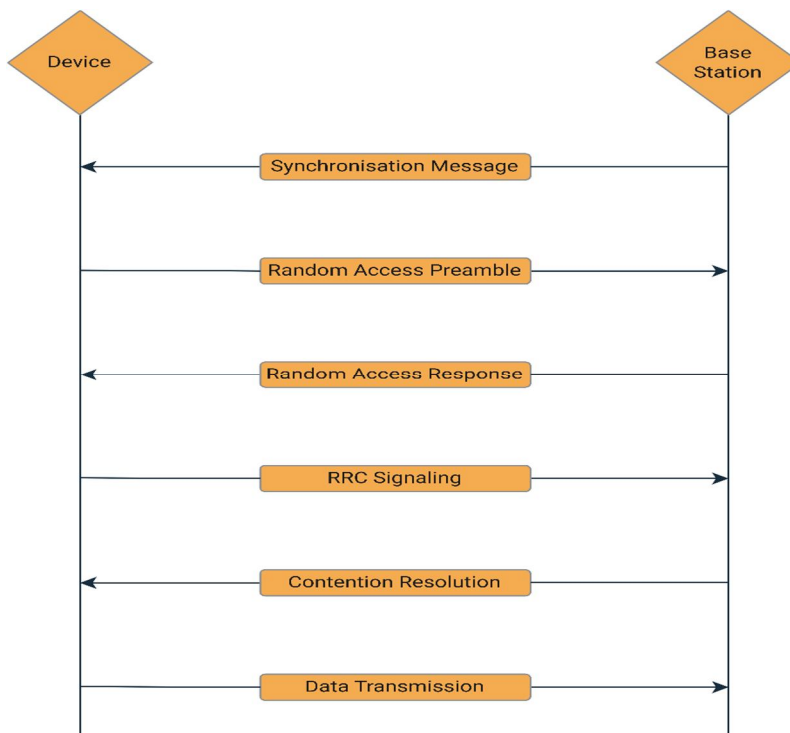 Device
Base
Station
Synchronisation Message
Random Access Preamble
Random Access Response
RRC Signaling
Contention Resolution
Data Transmission